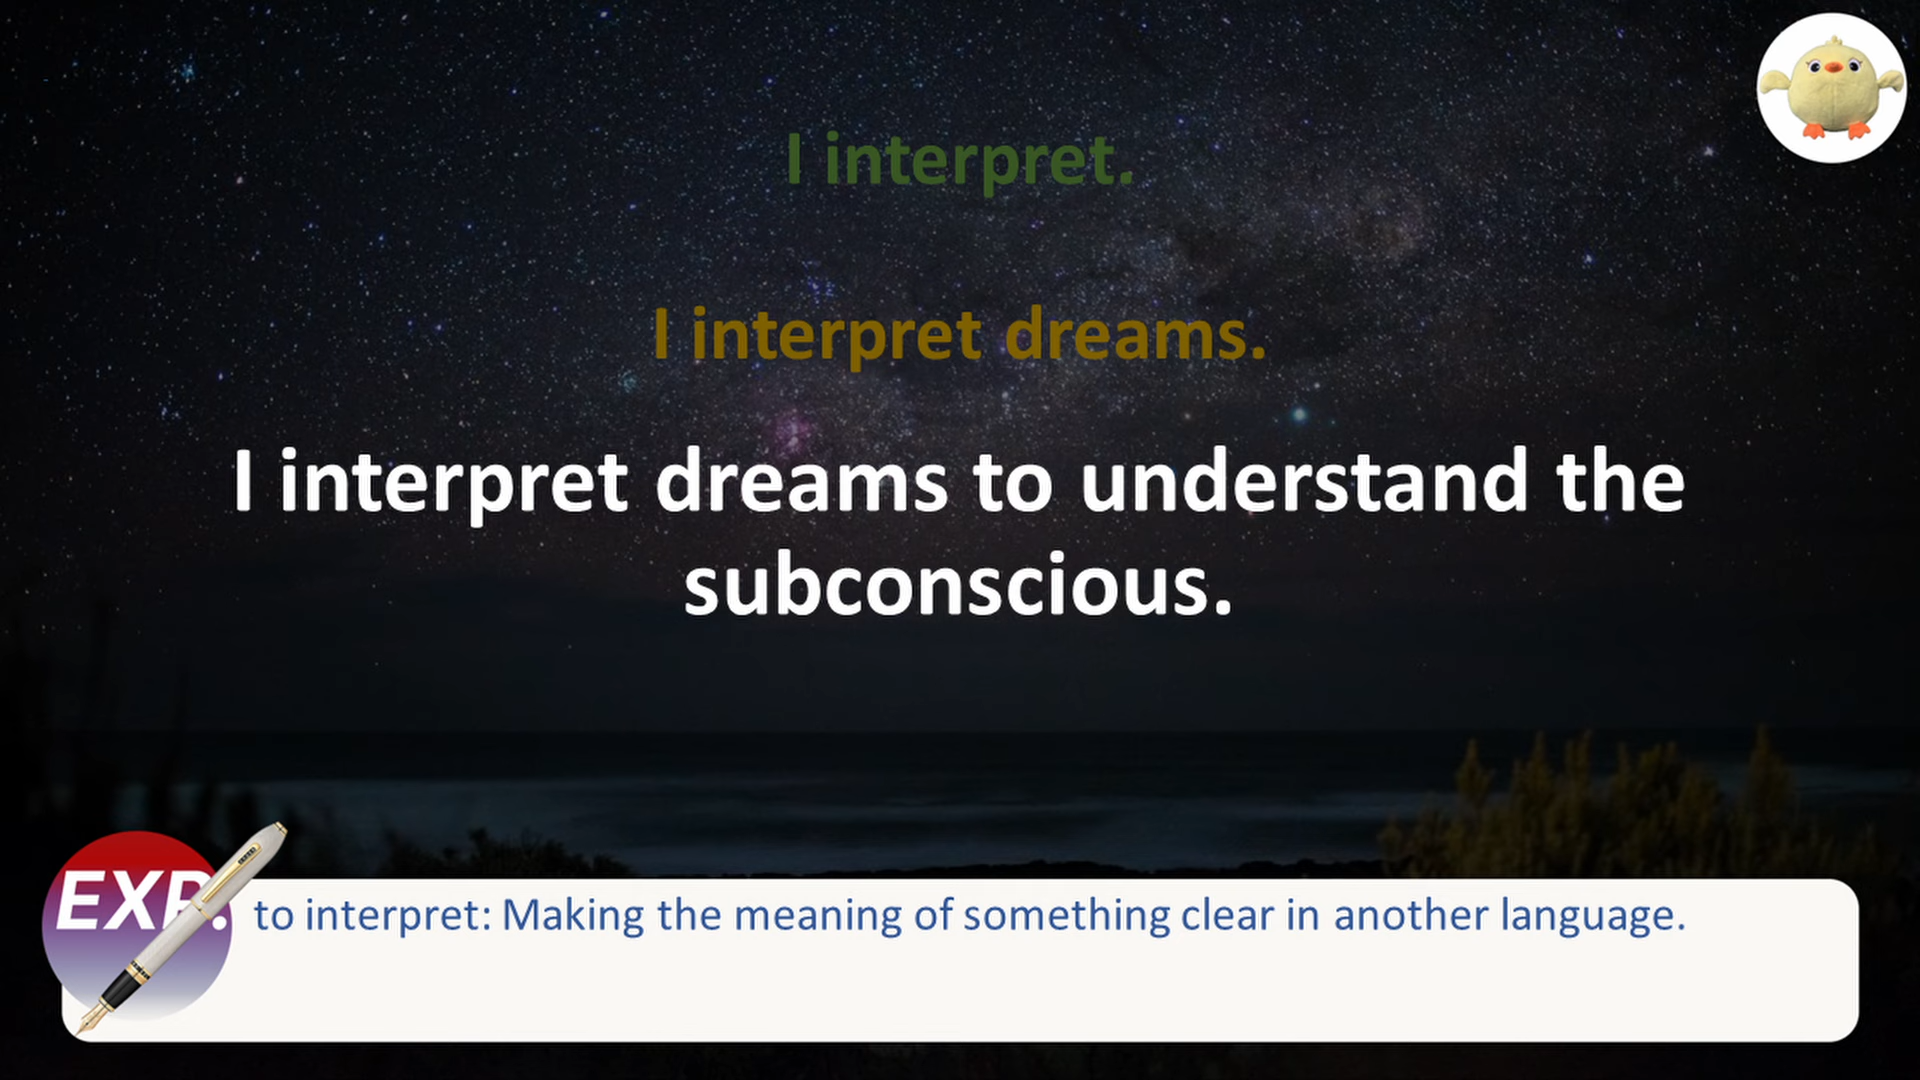 I interpret.
I interpret dreams.
I interpret dreams to understand the
subconscious.
EXP.
to interpret: Making the meaning of something clear in another language.